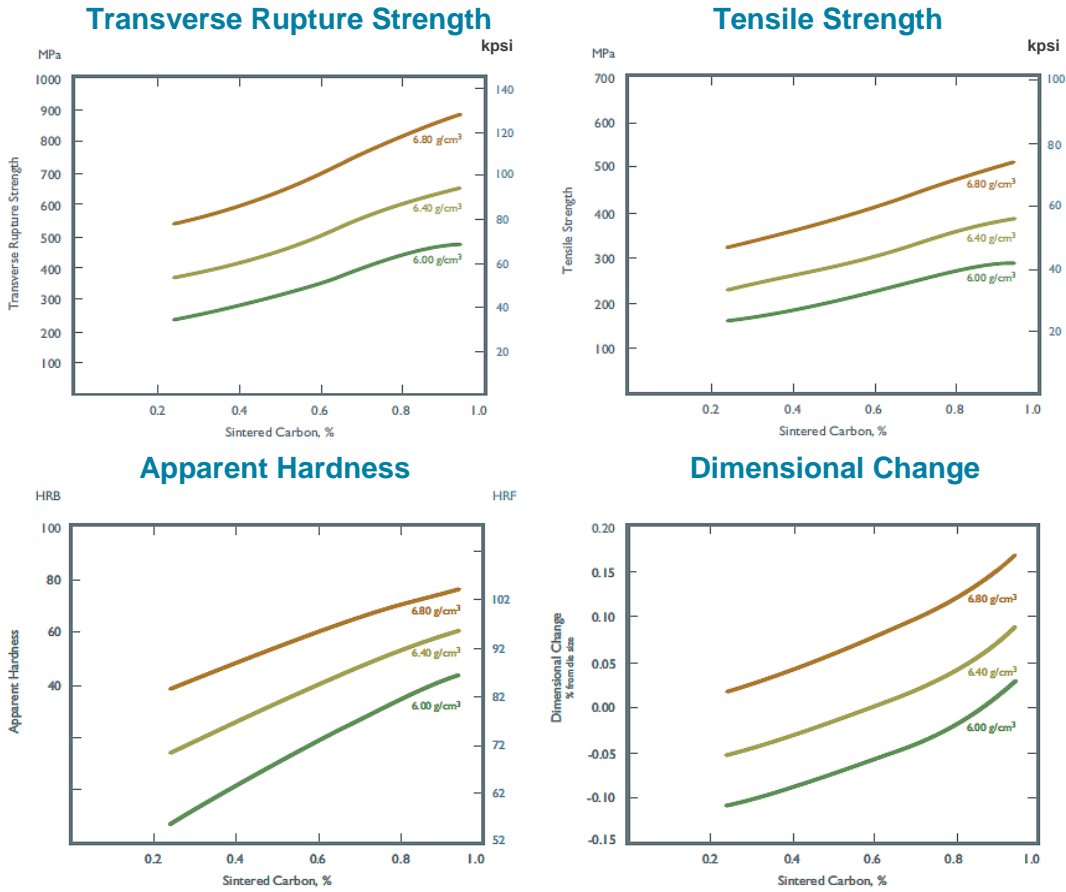 Transverse Rupture Strength
MPa
kpsi
1000
900
800
700
600
500
400
300
200
100
140
120
100
80
60
40
20
Transverse Rupture Strength
6.80 g/cm³
6.40 g/cm³
6.00 g/cm³
0.2 0.4 0.6 0.8 1.0
Sintered Carbon, %
Tensile Strength
MPa
kpsi
700
600
500
400
300
200
100
100
80
60
40
20
Tensile Strength
6.80 g/cm³
6.40 g/cm³
6.00 g/cm³
0.2 0.4 0.6 0.8 1.0
Sintered Carbon, %
Apparent Hardness
HRB
HRF
100
80
60
40
102
92
82
72
62
52
Apparent Hardness
6.80 g/cm³
6.40 g/cm³
6.00 g/cm³
0.2 0.4 0.6 0.8 1.0
Sintered Carbon, %
Dimensional Change
0.20
0.15
0.10
0.05
0.00
-0.05
-0.10
-0.15
Dimensional Change
% from die size
6.80 g/cm³
6.40 g/cm³
6.00 g/cm³
0.2 0.4 0.6 0.8 1.0
Sintered Carbon, %